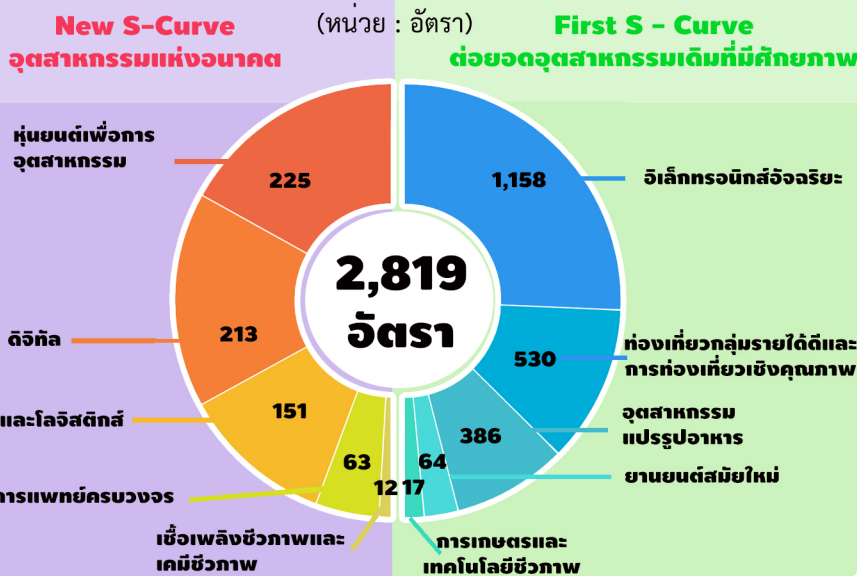 New S-Curve
อุตสาหกรรมแห่งอนาคต
(หน่วย : อัตรา)
First S - Curve
ต่อยอดอุตสาหกรรมเดิมที่มีศักยภาพ
หุ่นยนต์เพื่อการ
อุตสาหกรรม
225
1,158
อิเล็กทรอนิกส์อัจฉริยะ
2,819
อัตรา
ดิจิทัล
213
530
ท่องเที่ยวกลุ่มรายได้ดีและ
การท่องเที่ยวเชิงคุณภาพ
และโลจิสติกส์
151
386
อุตสาหกรรม
แปรรูปอาหาร
63
64
ยานยนต์สมัยใหม่
การแพทย์ครบวงจร
12
17
เชื้อเพลิงชีวภาพและ
เคมีชีวภาพ
การเกษตรและ
เทคโนโลยีชีวภาพ